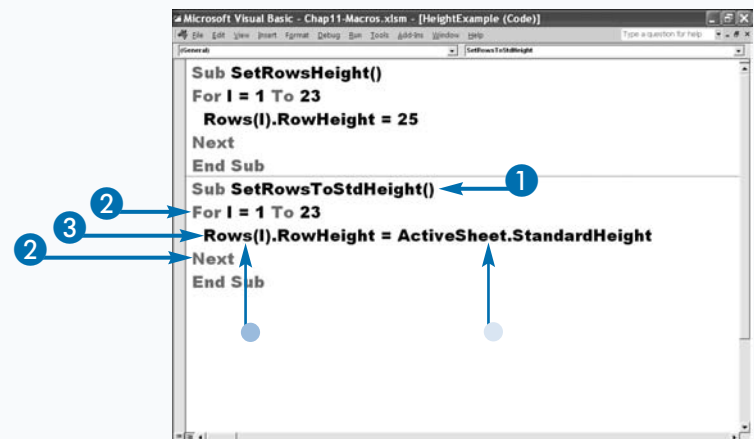 Microsoft Visual Basic - Chap11-Macros.xlsm - [HeightExample (Code)]
File Edit View Insert Format Debug Run Tools Add-Ins Window Help Type a question for help
(General) SetRowsToStdHeight
Sub SetRowsHeight()
For I = 1 To 23
Rows(I).RowHeight = 25
Next
End Sub
Sub SetRowsToStdHeight() 1
2 For I = 1 To 23
3 Rows(I).RowHeight = ActiveSheet.StandardHeight
2 Next
End Sub